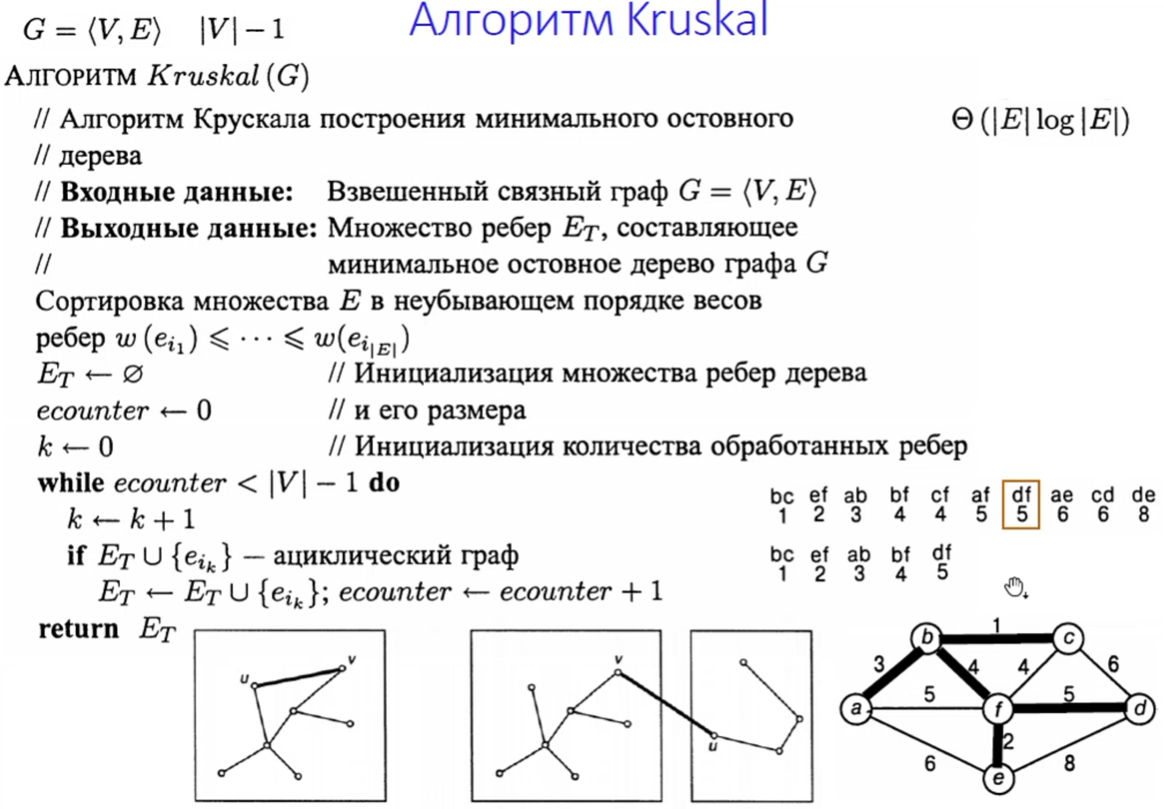 Алгоритм Kruskal
G = ⟨V, E⟩ |V| − 1
Алгоритм Kruskal (G)
// Алгоритм Крускала построения минимального остовного
Θ (|E| log |E|)
// дерева
// Входные данные: Взвешенный связный граф G = ⟨V, E⟩
// Выходные данные: Множество ребер E_T, составляющее
// минимальное остовное дерево графа G
Сортировка множества E в неубывающем порядке весов
ребер w (e_{i_1}) ⩽ ⋯ ⩽ w(e_{i_{|E|}})
E_T ← ∅ // Инициализация множества ребер дерева
ecounter ← 0 // и его размера
k ← 0 // Инициализация количества обработанных ребер
while ecounter < |V| − 1 do
k ← k + 1
if E_T ∪ {e_{i_k}} — ациклический граф
E_T ← E_T ∪ {e_{i_k}}; ecounter ← ecounter + 1
return E_T
bc ef ab bf cf af df ae cd de
1 2 3 4 4 5 5 6 6 8
bc ef ab bf df
1 2 3 4 5
u v
v
u
1
b c
3 4 4 6
5 5
a f d
2
6 8
e